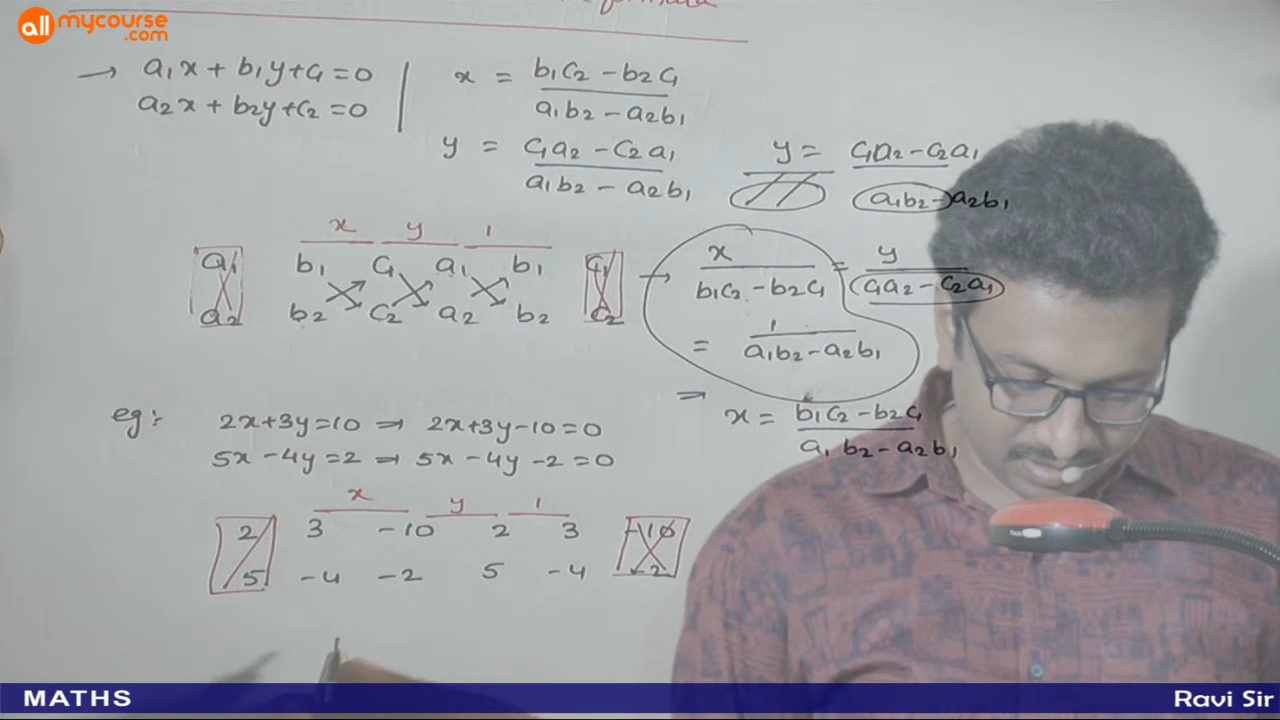 all mycourse .com
formula
→ a₁x + b₁y + c₁ = 0
a₂x + b₂y + c₂ = 0
x = b₁c₂ - b₂c₁ / a₁b₂ - a₂b₁
y = c₁a₂ - c₂a₁ / a₁b₂ - a₂b₁
y = c₁a₂ - c₂a₁ / a₁b₂ - a₂b₁
x y 1
a₁ b₁ c₁ a₁ b₁ c₁
a₂ b₂ c₂ a₂ b₂ c₂
→ x / b₁c₂ - b₂c₁ = y / c₁a₂ - c₂a₁
= 1 / a₁b₂ - a₂b₁
⇒ x = b₁c₂ - b₂c₁ / a₁b₂ - a₂b₁
eg:- 2x+3y=10 ⇒ 2x+3y-10=0
5x-4y=2 ⇒ 5x-4y-2=0
x y 1
2 3 -10 2 3 -10
5 -4 -2 5 -4 -2
MATHS
Ravi Sir